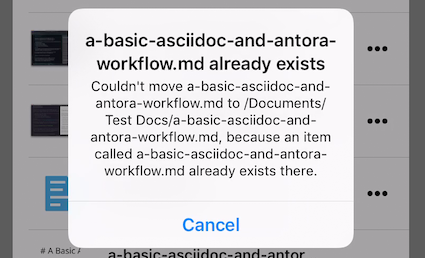 a-basic-asciidoc-and-antora-
workflow.md already exists
Couldn't move a-basic-asciidoc-and-
antora-workflow.md to /Documents/
Test Docs/a-basic-asciidoc-and-
antora-workflow.md, because an item
called a-basic-asciidoc-and-antora-
workflow.md already exists there.
Cancel
# A Basic
a-basic-asciidoc-and-antor